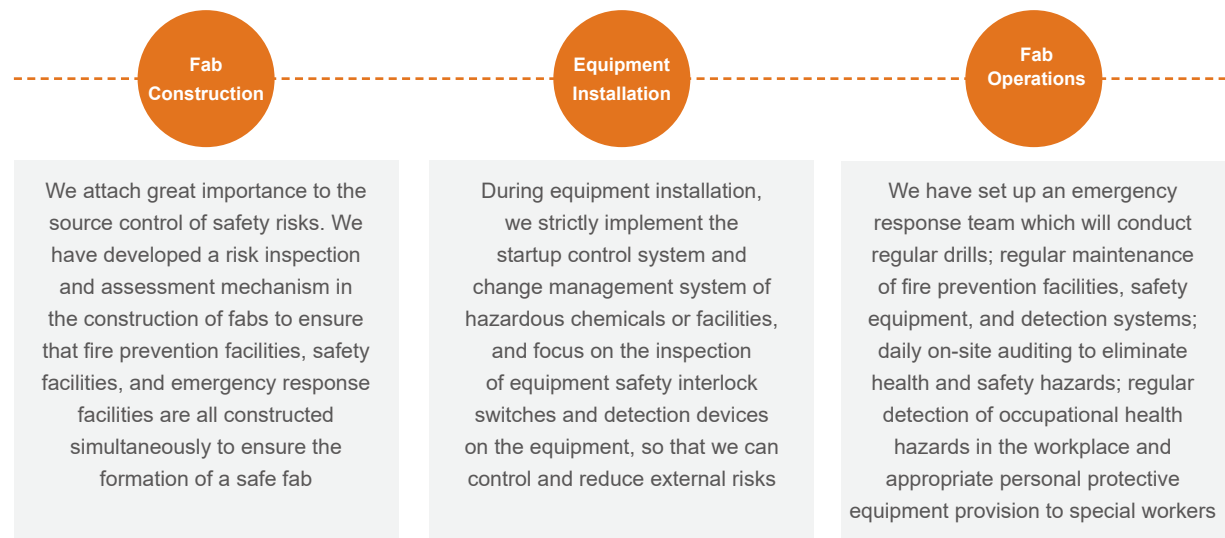 Fab
Construction
We attach great importance to the
source control of safety risks. We
have developed a risk inspection
and assessment mechanism in
the construction of fabs to ensure
that fire prevention facilities, safety
facilities, and emergency response
facilities are all constructed
simultaneously to ensure the
formation of a safe fab
Equipment
Installation
During equipment installation,
we strictly implement the
startup control system and
change management system of
hazardous chemicals or facilities,
and focus on the inspection
of equipment safety interlock
switches and detection devices
on the equipment, so that we can
control and reduce external risks
Fab
Operations
We have set up an emergency
response team which will conduct
regular drills; regular maintenance
of fire prevention facilities, safety
equipment, and detection systems;
daily on-site auditing to eliminate
health and safety hazards; regular
detection of occupational health
hazards in the workplace and
appropriate personal protective
equipment provision to special workers